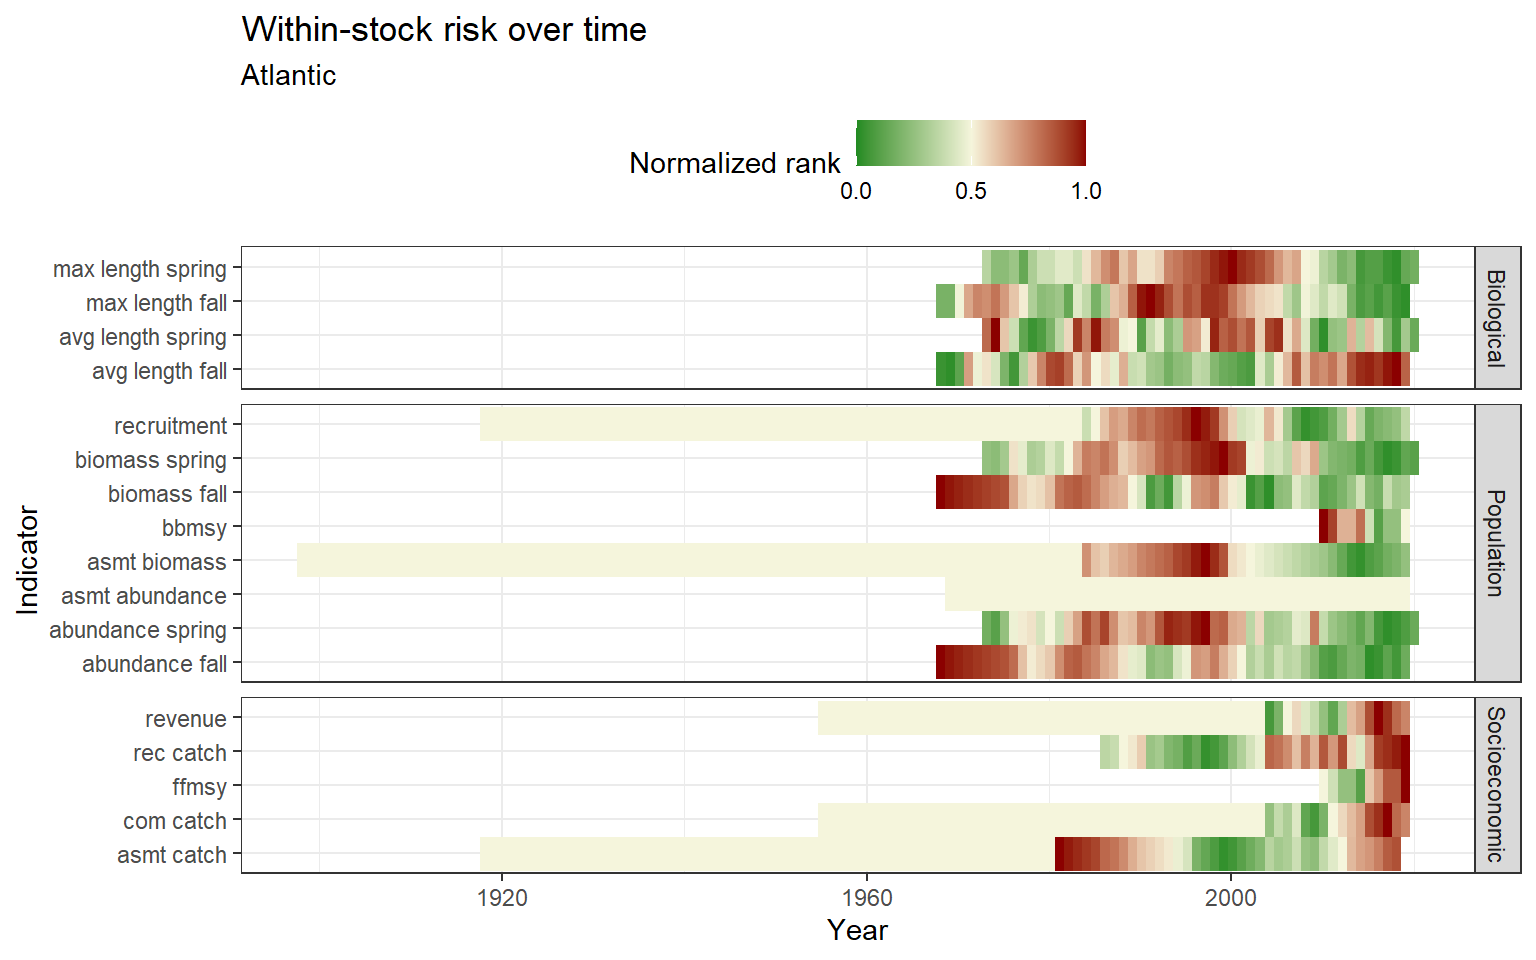 Within-stock risk over time
Atlantic
Normalized rank
0.0 0.5 1.0
max length spring
max length fall
avg length spring
avg length fall
Biological
recruitment
biomass spring
biomass fall
bbmsy
asmt biomass
asmt abundance
abundance spring
abundance fall
Population
revenue
rec catch
ffmsy
com catch
asmt catch
Socioeconomic
Indicator
1920 1960 2000
Year